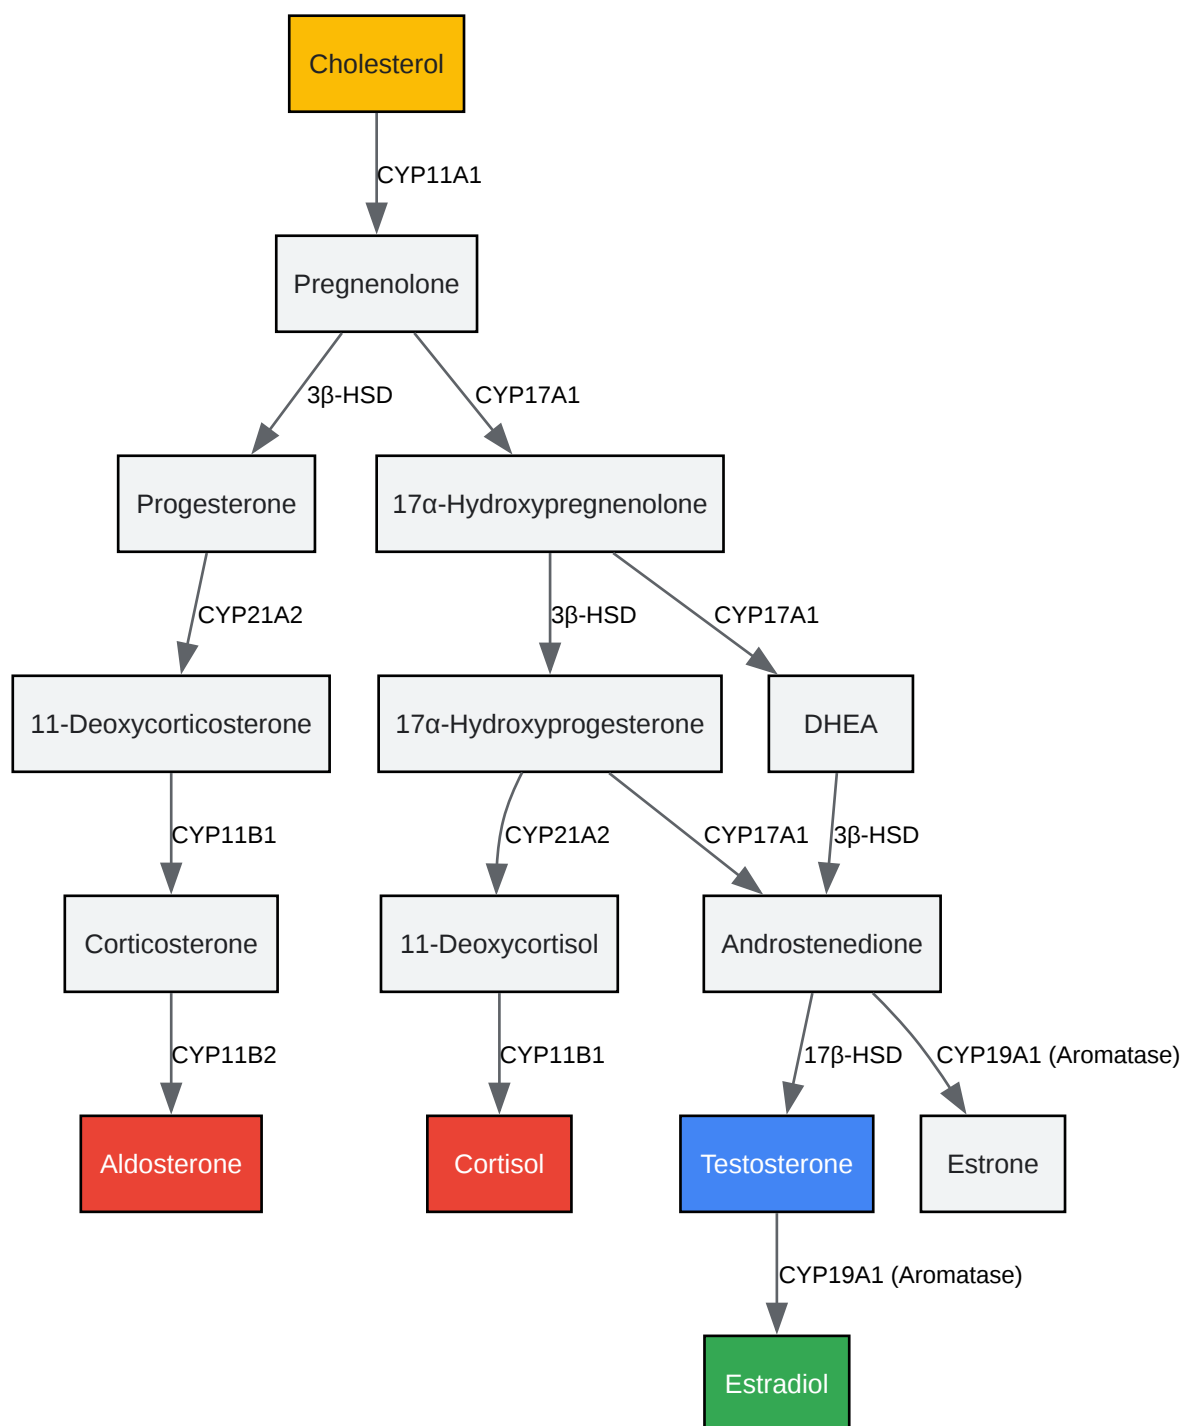 Cholesterol
CYP11A1
Pregnenolone
3β-HSD
CYP17A1
Progesterone
17α-Hydroxypregnenolone
CYP21A2
3β-HSD
CYP17A1
11-Deoxycorticosterone
17α-Hydroxyprogesterone
DHEA
CYP11B1
CYP21A2
CYP17A1
3β-HSD
Corticosterone
11-Deoxycortisol
Androstenedione
CYP11B2
CYP11B1
17β-HSD
CYP19A1 (Aromatase)
Aldosterone
Cortisol
Testosterone
Estrone
CYP19A1 (Aromatase)
Estradiol